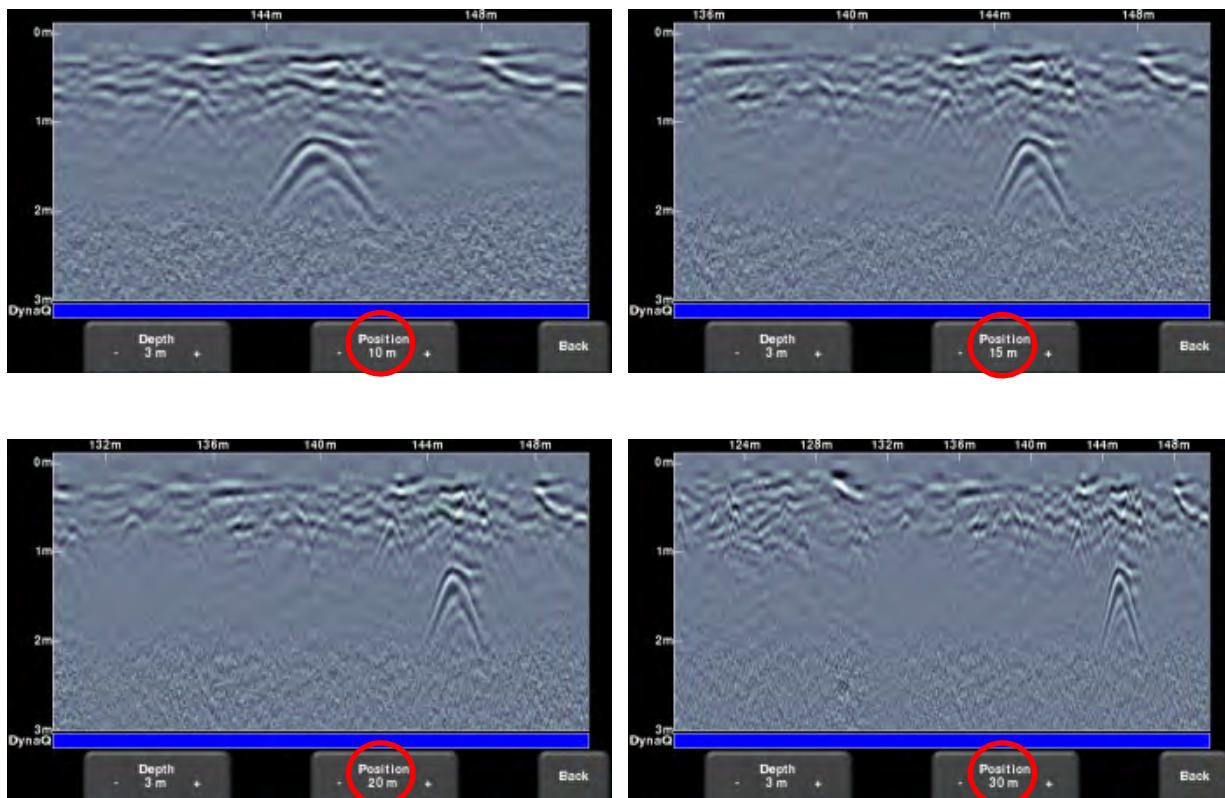 144m 148m
0m
1m
2m
3m
DynaQ
Depth
- 3 m +
Position
- 10 m +
Back
136m 140m 144m 148m
0m
1m
2m
3m
DynaQ
Depth
- 3 m +
Position
- 15 m +
Back
132m 136m 140m 144m 148m
0m
1m
2m
3m
DynaQ
Depth
- 3 m +
Position
- 20 m +
Back
124m 128m 132m 136m 140m 144m 148m
0m
1m
2m
3m
DynaQ
Depth
- 3 m +
Position
- 30 m +
Back